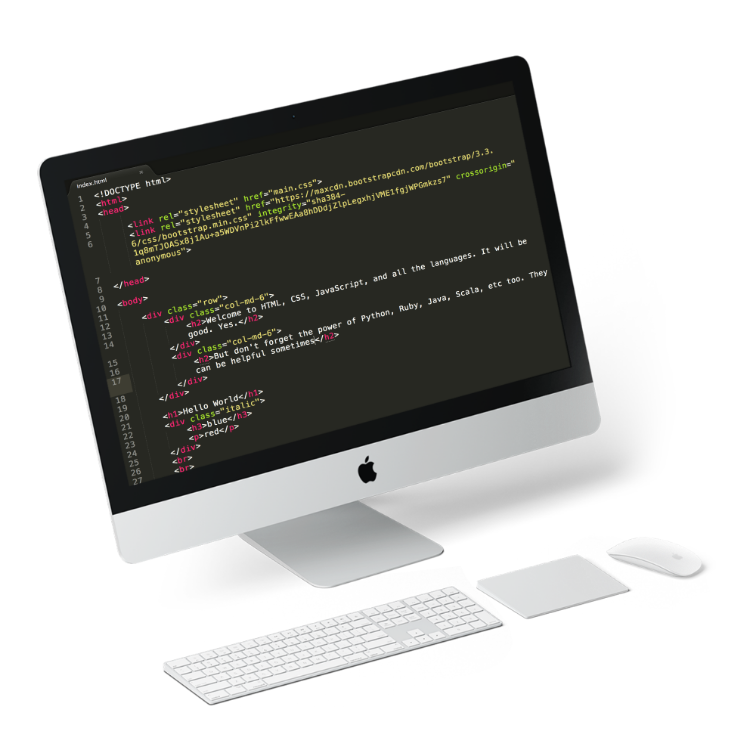 index.html ×
1 <!DOCTYPE html>
2 <html>
3 <head>
4
5 <link rel="stylesheet" href="main.css">
6 <link rel="stylesheet" href="https://maxcdn.bootstrapcdn.com/bootstrap/3.3.
6/css/bootstrap.min.css" integrity="sha384-
1q8mTJOASx8j1Au+a5WDVnPi2lkFfwwEAa8hDDdjZlpLegxhjVME1fgjWPGmkzs7" crossorigin="
anonymous">
7
8 </head>
9
10 <body>
11
12 <div class="row">
13 <div class="col-md-6">
14 <h2>Welcome to HTML, CSS, JavaScript, and all the languages. It will be
good. Yes.</h2>
15 </div>
16 <div class="col-md-6">
17 <h2>But don't forget the power of Python, Ruby, Java, Scala, etc too. They
can be helpful sometimes</h2>
18 </div>
19 </div>
20
21 <h1>Hello World</h1>
22 <div class="italic">
23 <h3>blue</h3>
24 <p>red</p>
25 </div>
26 <br>
27 <br>